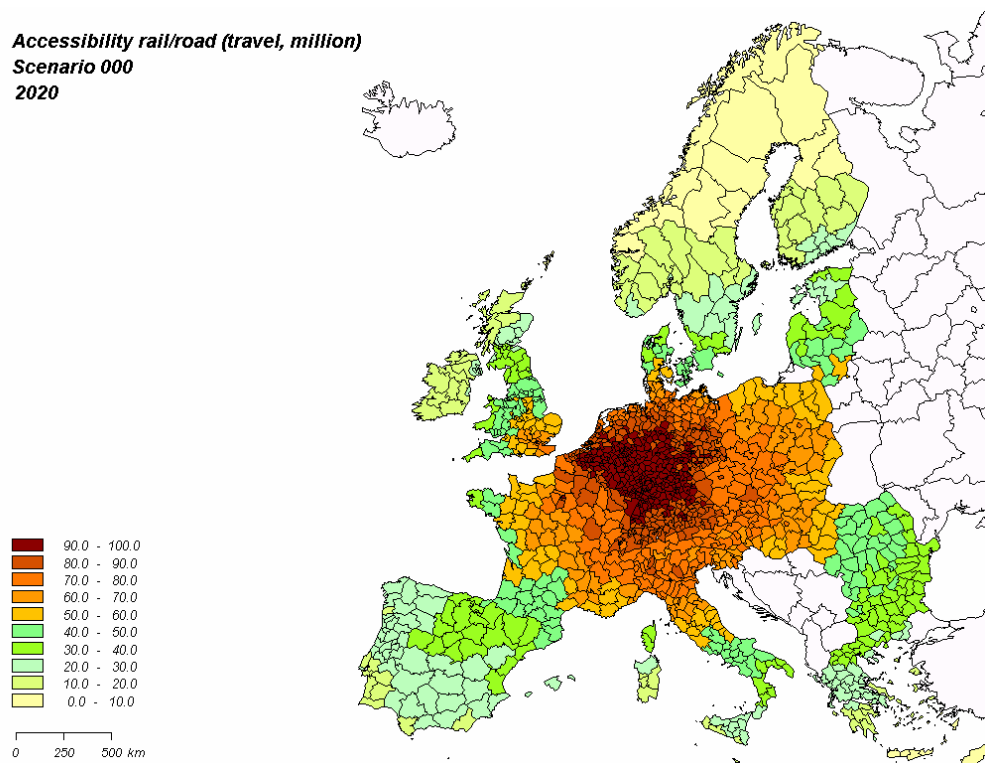 Accessibility rail/road (travel, million)
Scenario 000
2020
90.0 - 100.0
80.0 - 90.0
70.0 - 80.0
60.0 - 70.0
50.0 - 60.0
40.0 - 50.0
30.0 - 40.0
20.0 - 30.0
10.0 - 20.0
0.0 - 10.0
0 250 500 km